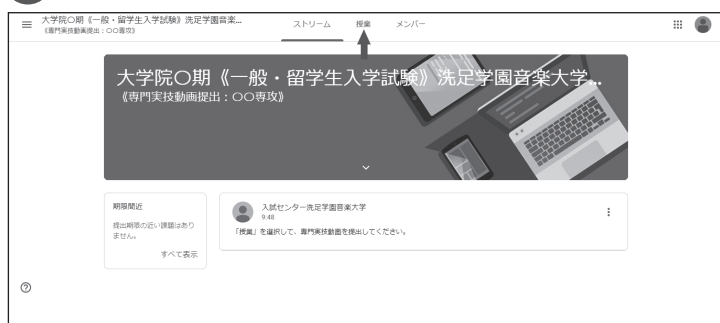 大学院〇期《一般・留学生入学試験》洗足学園音楽...
《専門実技動画提出:〇〇専攻》
ストリーム
授業
メンバー
大学院〇期《一般・留学生入学試験》洗足学園音楽大学...
《専門実技動画提出:〇〇専攻》
期限間近
提出期限の近い課題はあり
ません。
すべて表示
入試センター洗足学園音楽大学
9:48
「授業」を選択して、専門実技動画を提出してください。